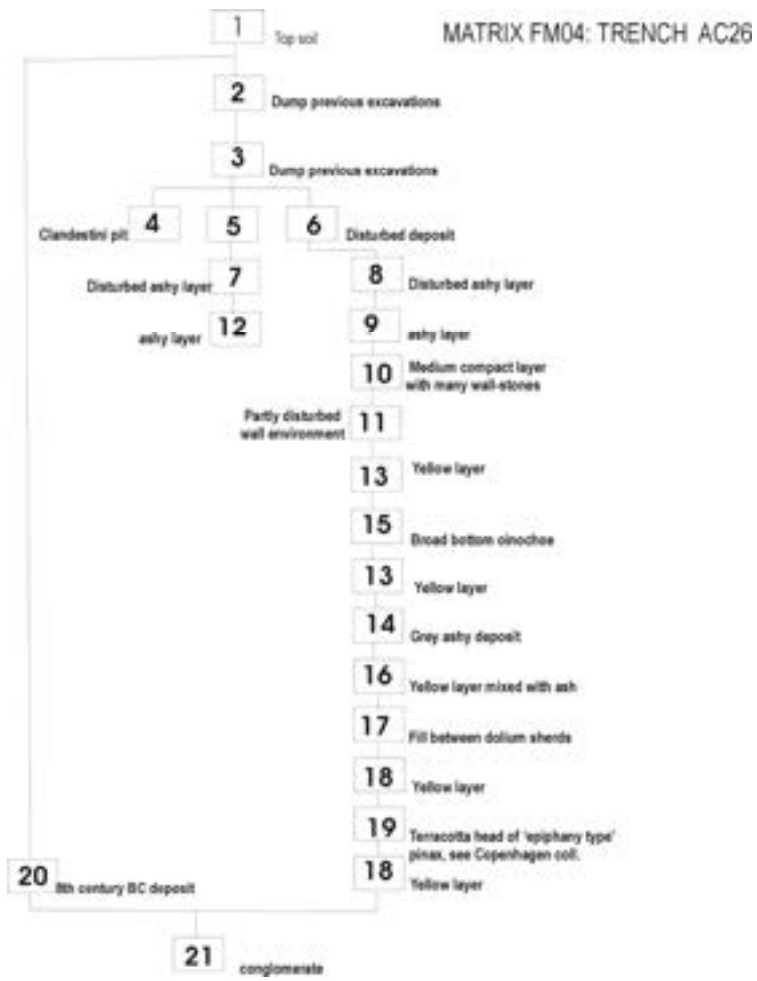 MATRIX FM04: TRENCH AC26
1 Top soil
2 Dump previous excavations
3 Dump previous excavations
Clandestini pit 4
5
6 Disturbed deposit
Disturbed ashy layer 7
8 Disturbed ashy layer
ashy layer 12
9 ashy layer
10 Medium compact layer
with many wall-stones
Partly disturbed
wall environment 11
13 Yellow layer
15 Broad bottom oinochoe
13 Yellow layer
14 Grey ashy deposit
16 Yellow layer mixed with ash
17 Fill between dolium sherds
18 Yellow layer
19 Terracotta head of 'epiphany type'
pinax, see Copenhagen coll.
18 Yellow layer
20 8th century BC deposit
21 conglomerate